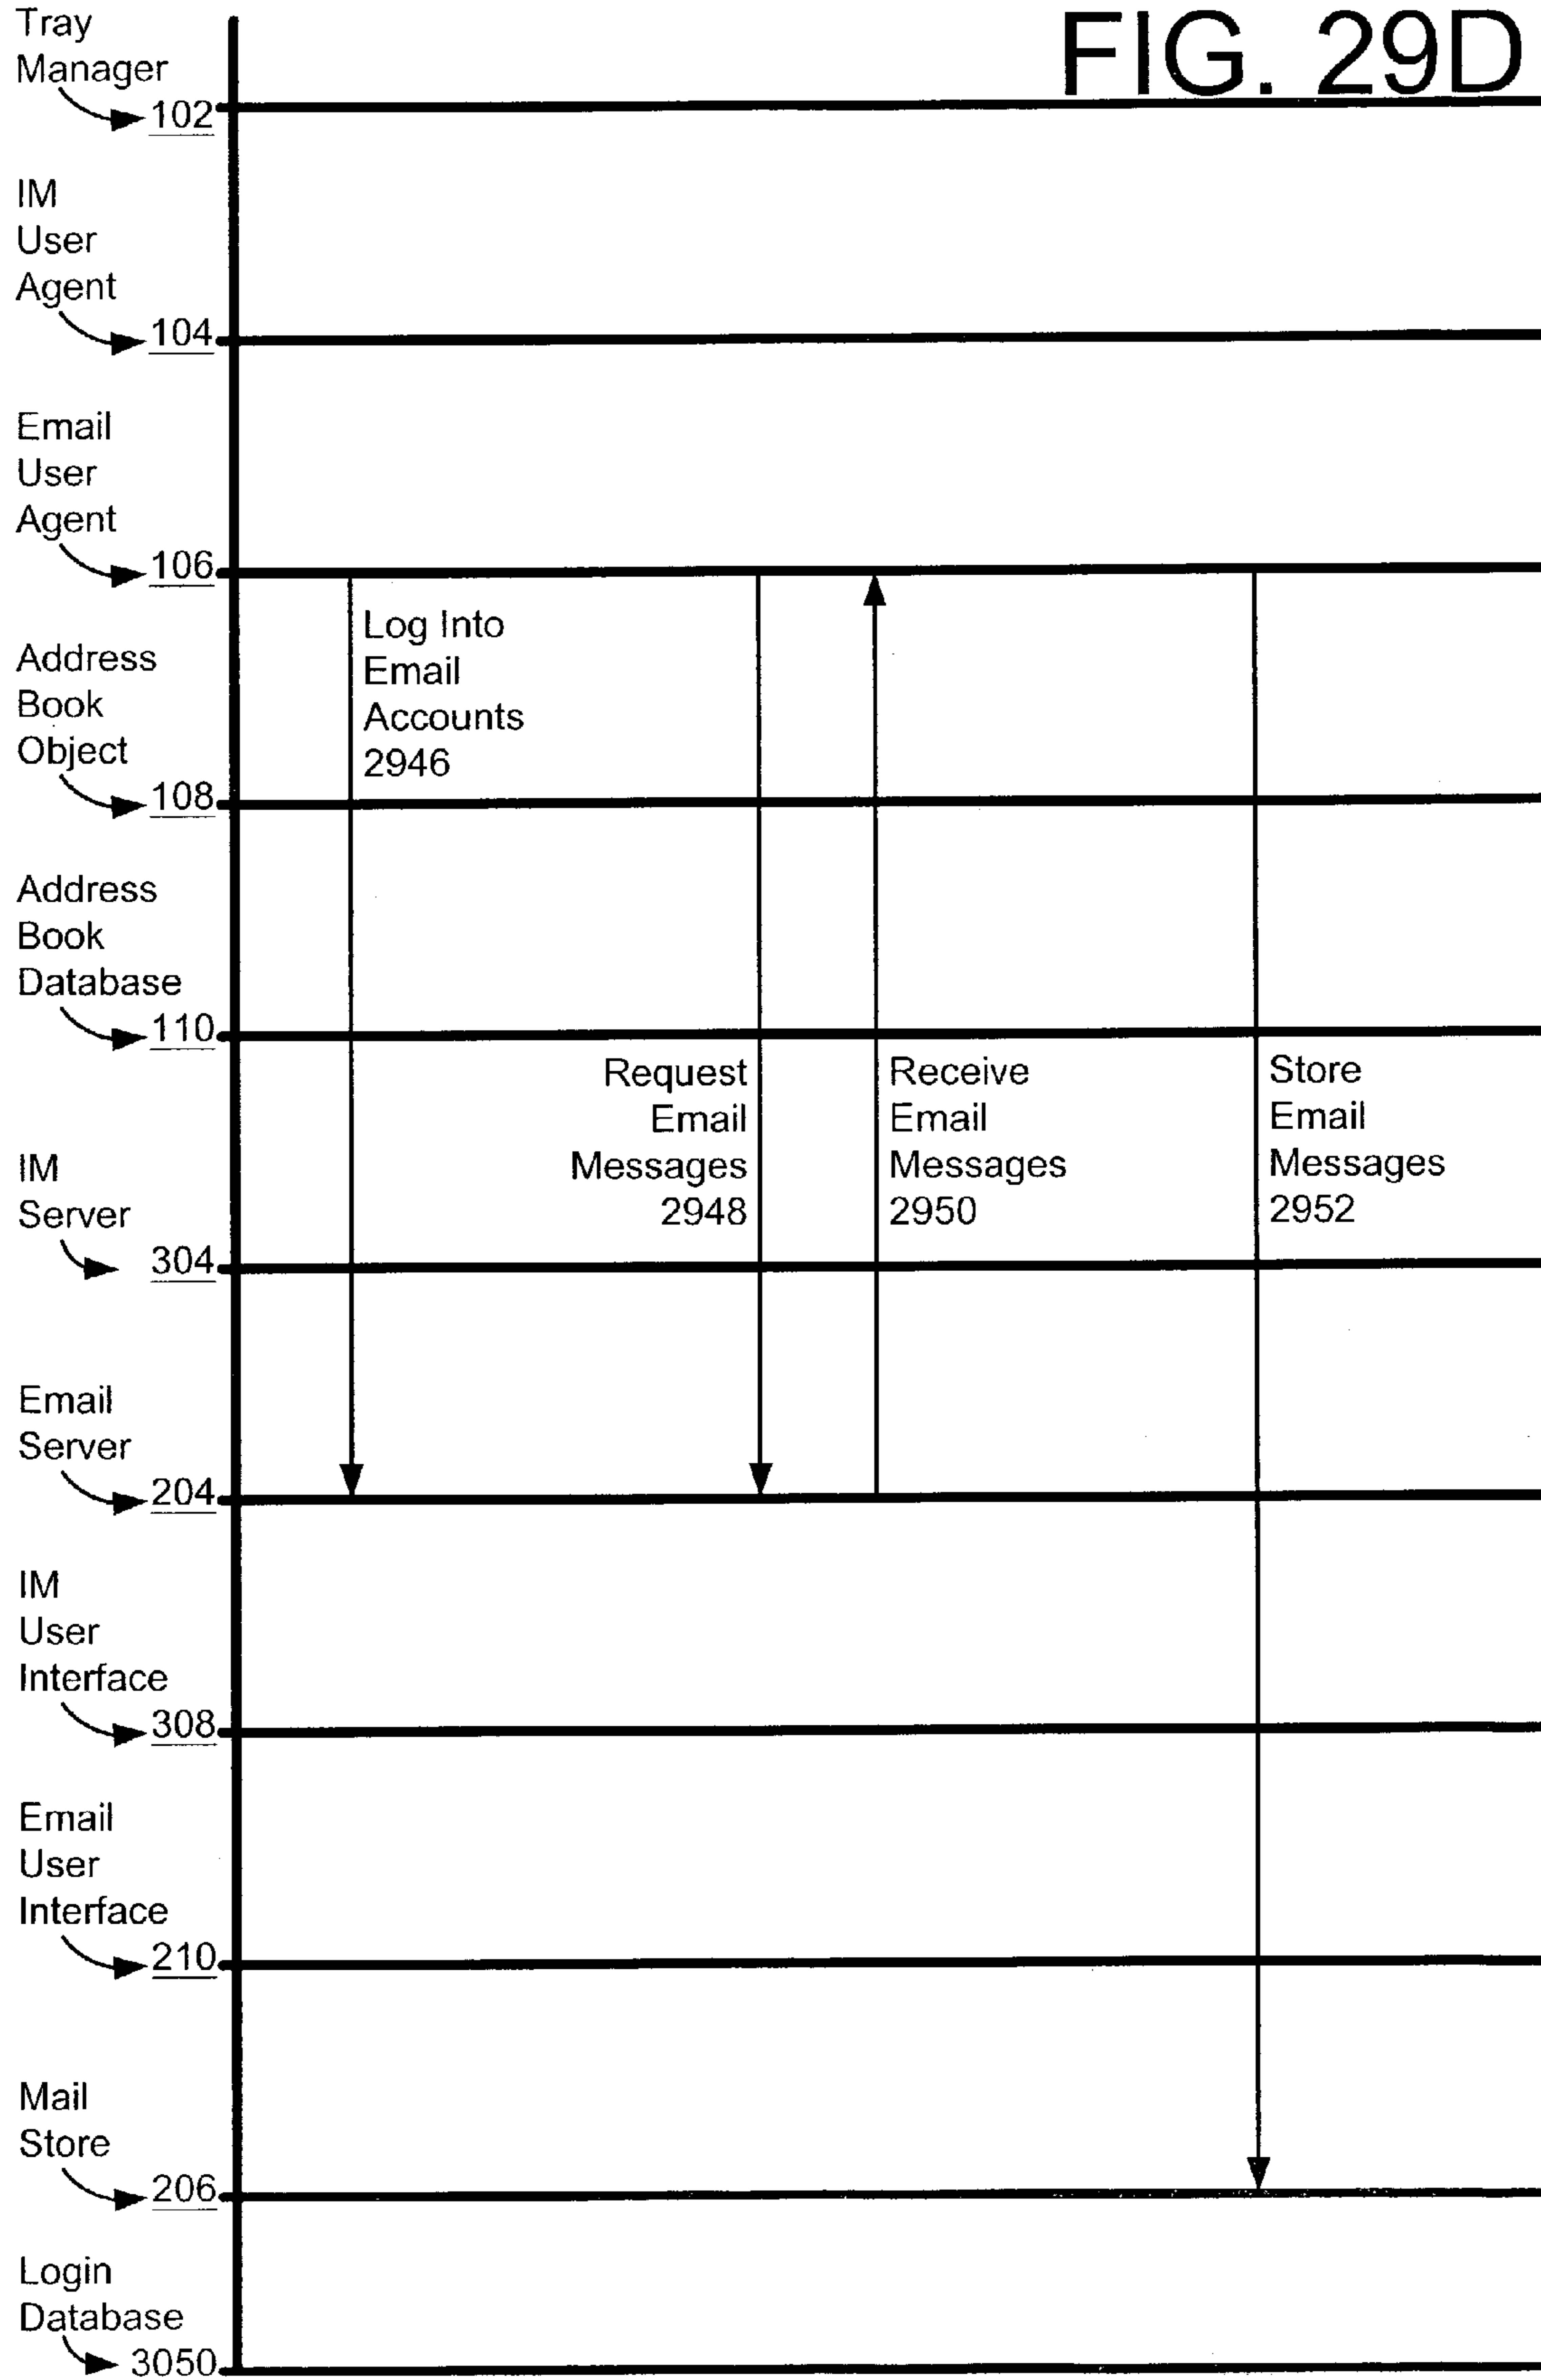 FIG. 29D
Tray
Manager
102
IM
User
Agent
104
Email
User
Agent
106
Log Into
Email
Accounts
2946
Address
Book
Object
108
Address
Book
Database
110
Request
Email
Messages
2948
Receive
Email
Messages
2950
Store
Email
Messages
2952
IM
Server
304
Email
Server
204
IM
User
Interface
308
Email
User
Interface
210
Mail
Store
206
Login
Database
3050